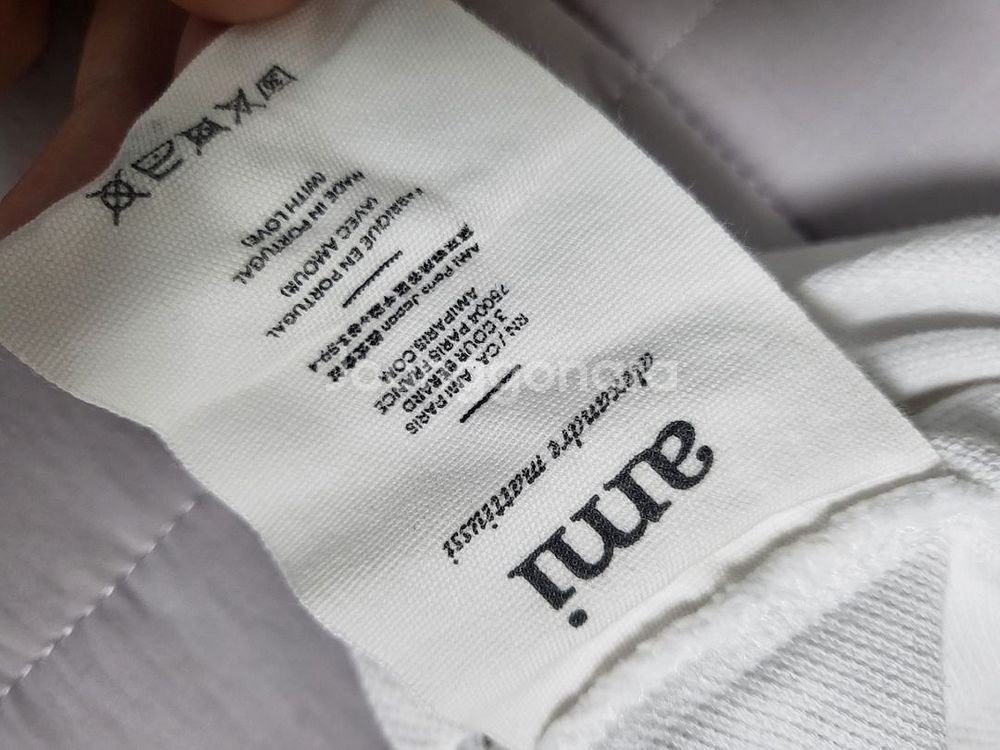 ami
alexandre mattiussi
RN / CA - AMI PARIS
3 COUR BERARD
75004 PARIS FRANCE
AMIPARIS.COM
AMI Paris Japan
FABRIQUÉ EN PORTUGAL
(AVEC AMOUR)
MADE IN PORTUGAL
(WITH LOVE)
30